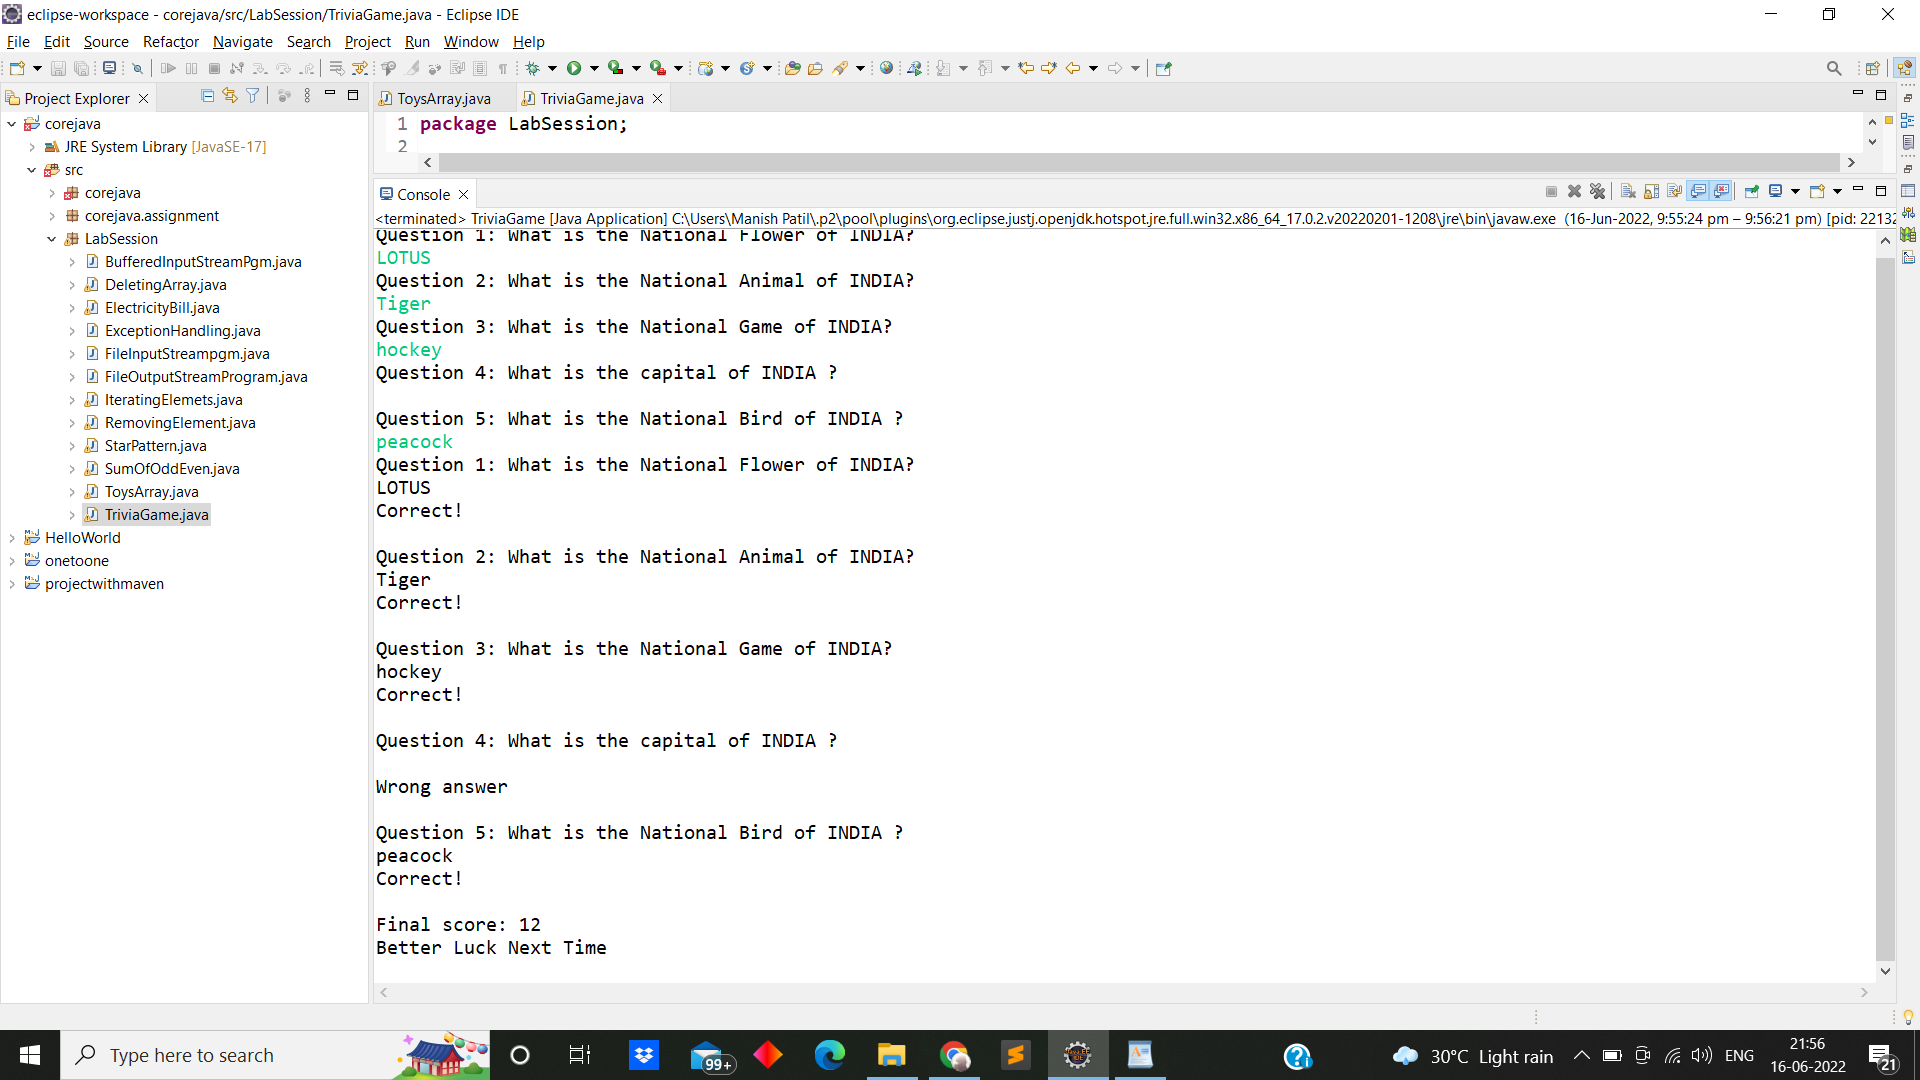 eclipse-workspace - corejava/src/LabSession/TriviaGame.java - Eclipse IDE
File Edit Source Refactor Navigate Search Project Run Window Help
Project Explorer
corejava
JRE System Library [JavaSE-17]
src
corejava
corejava.assignment
LabSession
BufferedInputStreamPgm.java
DeletingArray.java
ElectricityBill.java
ExceptionHandling.java
FileInputStreampgm.java
FileOutputStreamProgram.java
IteratingElemets.java
RemovingElement.java
StarPattern.java
SumOfOddEven.java
ToysArray.java
TriviaGame.java
HelloWorld
onetoone
projectwithmaven
ToysArray.java TriviaGame.java
1 package LabSession;
2
Console
<terminated> TriviaGame [Java Application] C:\Users\Manish Patil\.p2\pool\plugins\org.eclipse.justj.openjdk.hotspot.jre.full.win32.x86_64_17.0.2.v20220201-1208\jre\bin\javaw.exe (16-Jun-2022, 9:55:24 pm – 9:56:21 pm) [pid: 22132
Question 1: What is the National Flower of INDIA?
LOTUS
Question 2: What is the National Animal of INDIA?
Tiger
Question 3: What is the National Game of INDIA?
hockey
Question 4: What is the capital of INDIA ?
Question 5: What is the National Bird of INDIA ?
peacock
Question 1: What is the National Flower of INDIA?
LOTUS
Correct!
Question 2: What is the National Animal of INDIA?
Tiger
Correct!
Question 3: What is the National Game of INDIA?
hockey
Correct!
Question 4: What is the capital of INDIA ?
Wrong answer
Question 5: What is the National Bird of INDIA ?
peacock
Correct!
Final score: 12
Better Luck Next Time
Type here to search
99+
30°C Light rain
ENG
21:56
16-06-2022
21